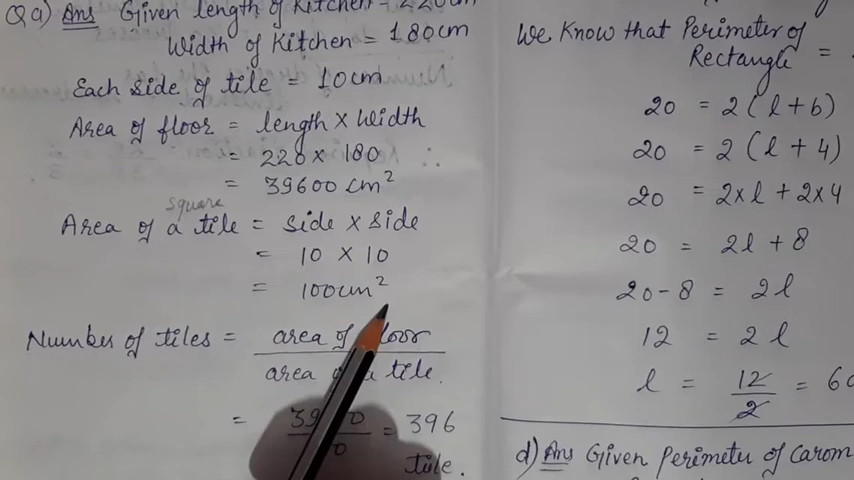 Q a) Ans Given length of Kitchen = 220cm
Width of Kitchen = 180cm
Each side of tile = 10cm
Area of floor = length × width
= 220 × 180
= 39600 cm²
square
Area of a tile = side × side
= 10 × 10
= 100cm²
Number of tiles = area of floor
area of a tile.
= = 396
tile.
We Know that Perimeter of
Rectangle =
20 = 2(l+b)
20 = 2(l+4)
20 = 2×l + 2×4
20 = 2l + 8
20-8 = 2l
12 = 2l
l = 12/2 = 6c
d) Ans Given Perimeter of Carom